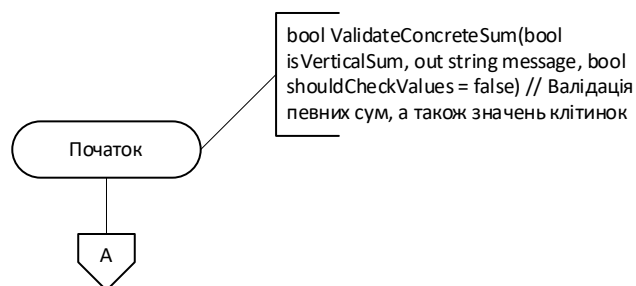 bool ValidateConcreteSum(bool
isVerticalSum, out string message, bool
shouldCheckValues = false) // Валідація
певних сум, а також значень клітинок
Початок
А